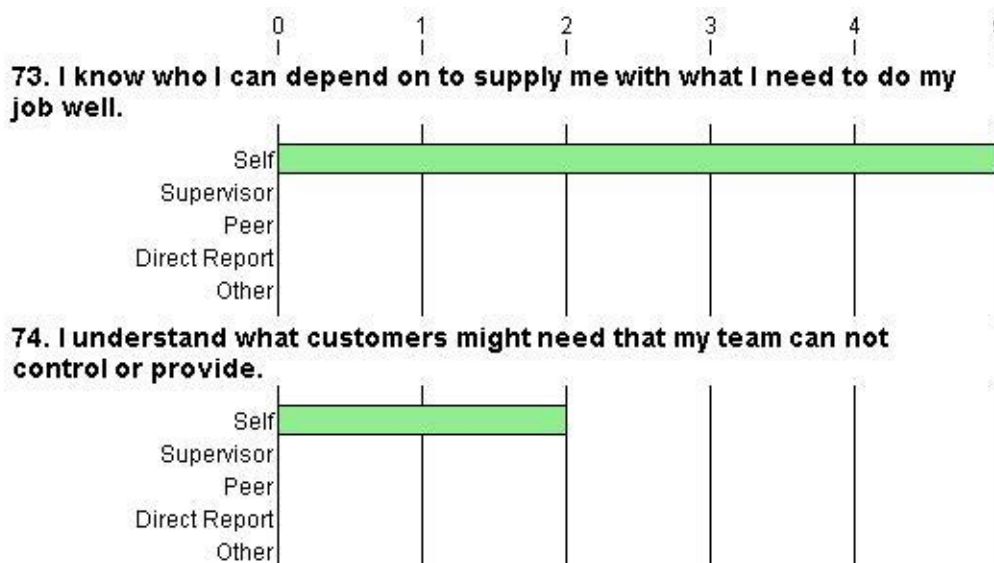 0 1 2 3 4
73. I know who I can depend on to supply me with what I need to do my
job well.
Self
Supervisor
Peer
Direct Report
Other
74. I understand what customers might need that my team can not
control or provide.
Self
Supervisor
Peer
Direct Report
Other